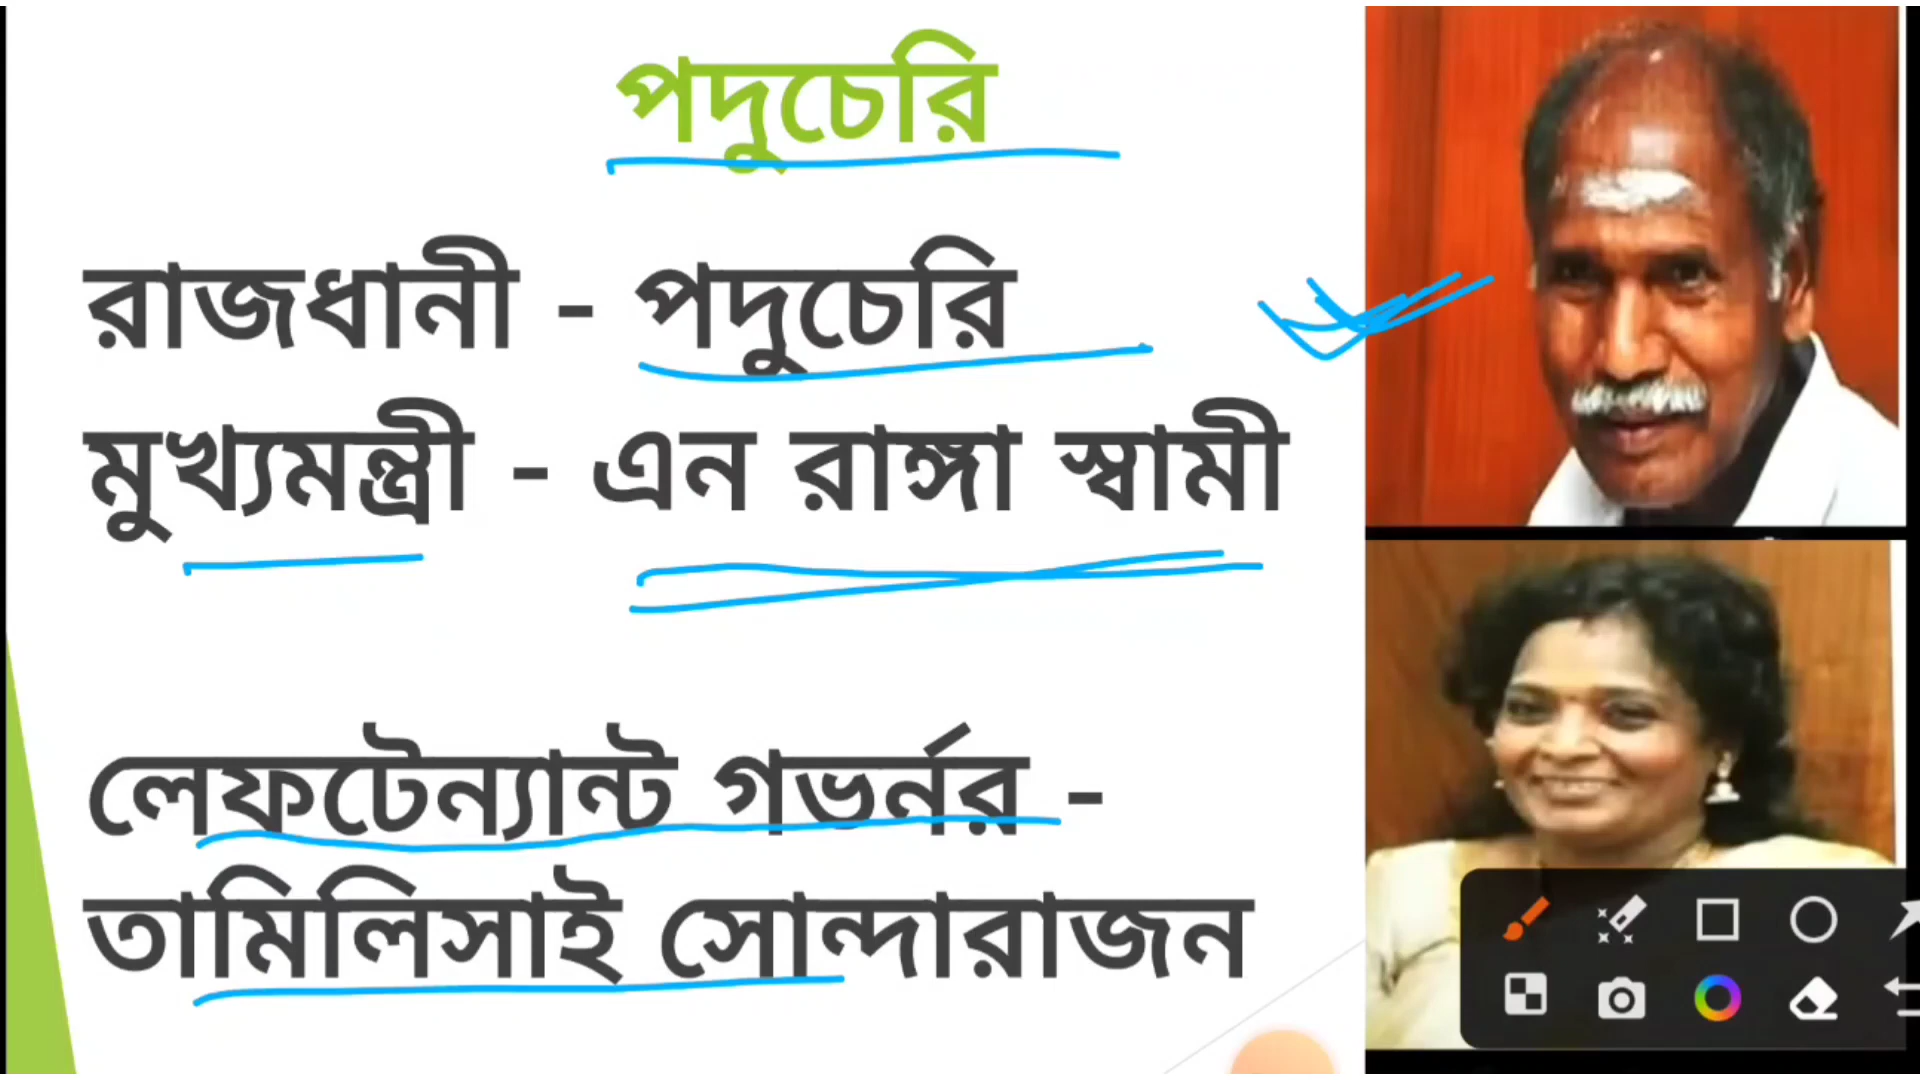 পদুচেরি
রাজধানী - পদুচেরি
মুখ্যমন্ত্রী - এন রাঙ্গা স্বামী
লেফটেন্যান্ট গভর্নর -
তামিলিসাই সোন্দারাজন